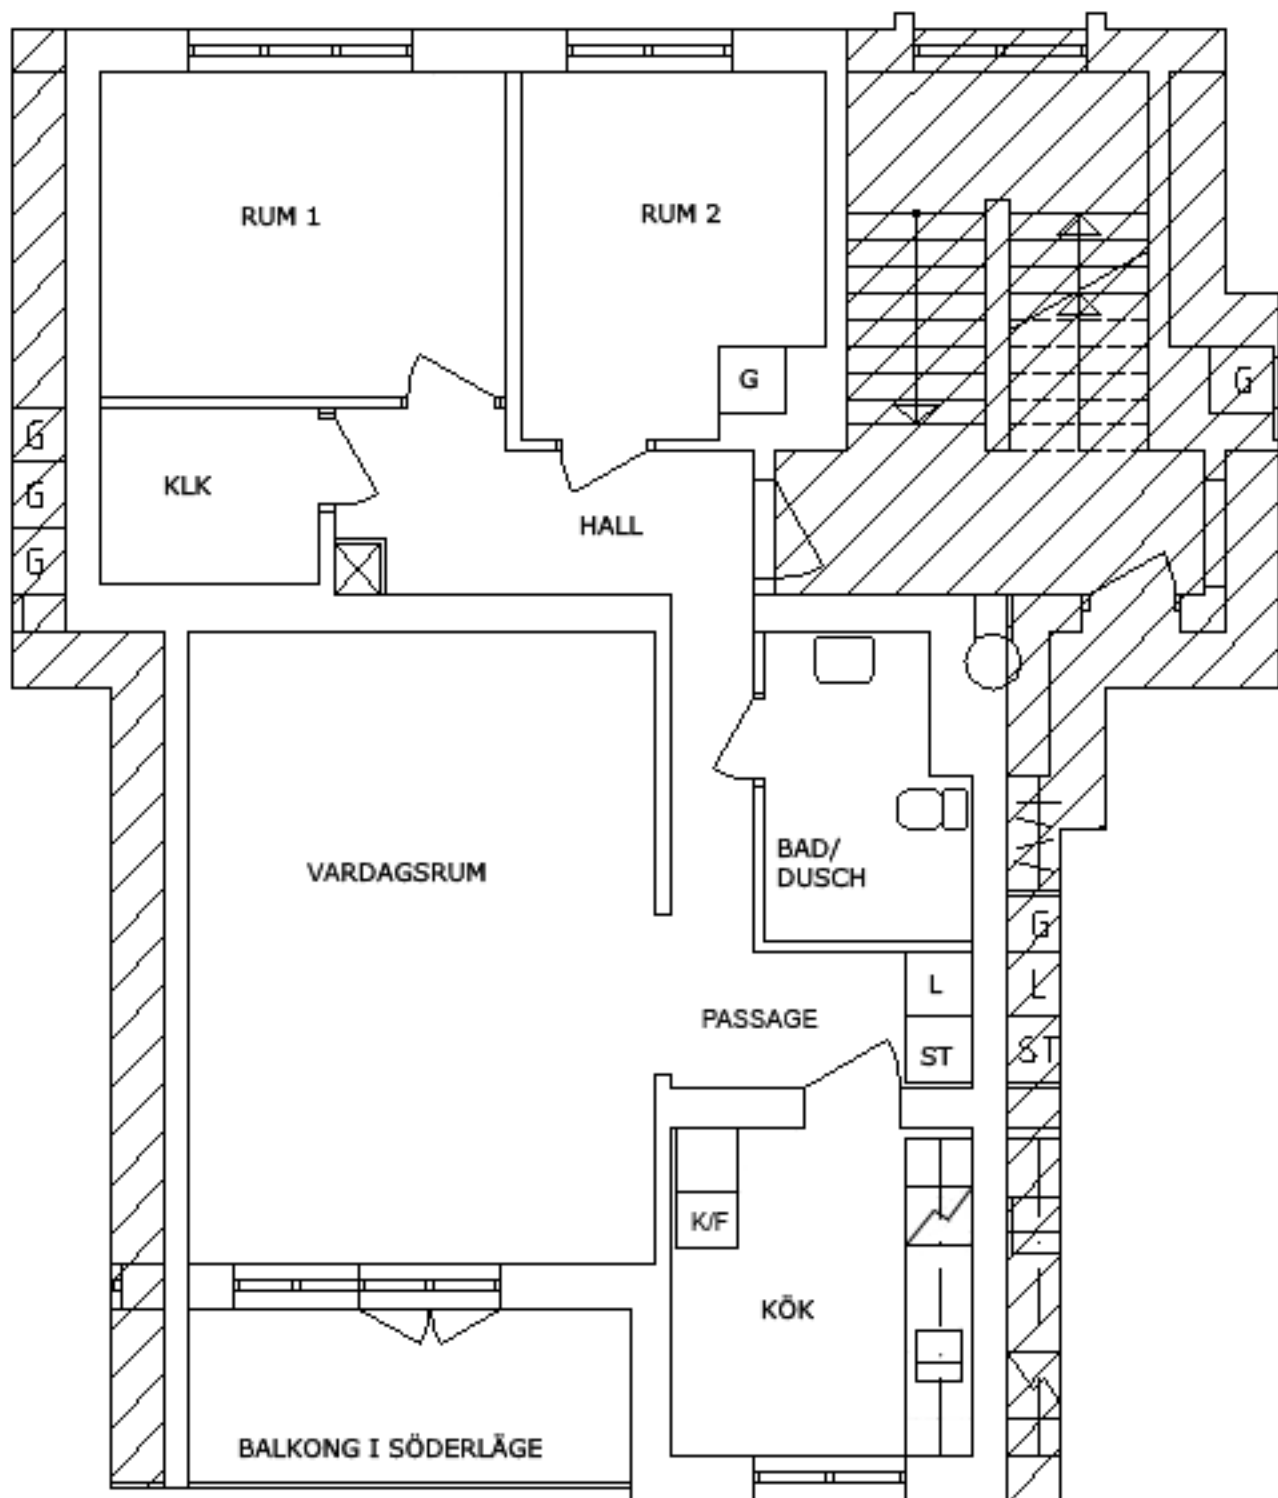 RUM 1
RUM 2
G
G
G
KLK
G
HALL
G
VARDAGSRUM
BAD/
DUSCH
G
L
L
PASSAGE
ST
ST
K/F
KÖK
BALKONG I SÖDERLÄGE